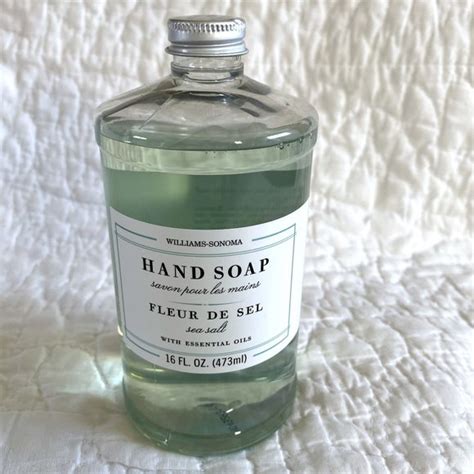 WILLIAMS-SONOMA
HAND SOAP
savon pour les mains
FLEUR DE SEL
sea salt
WITH ESSENTIAL OILS
16 FL. OZ. (473ml)